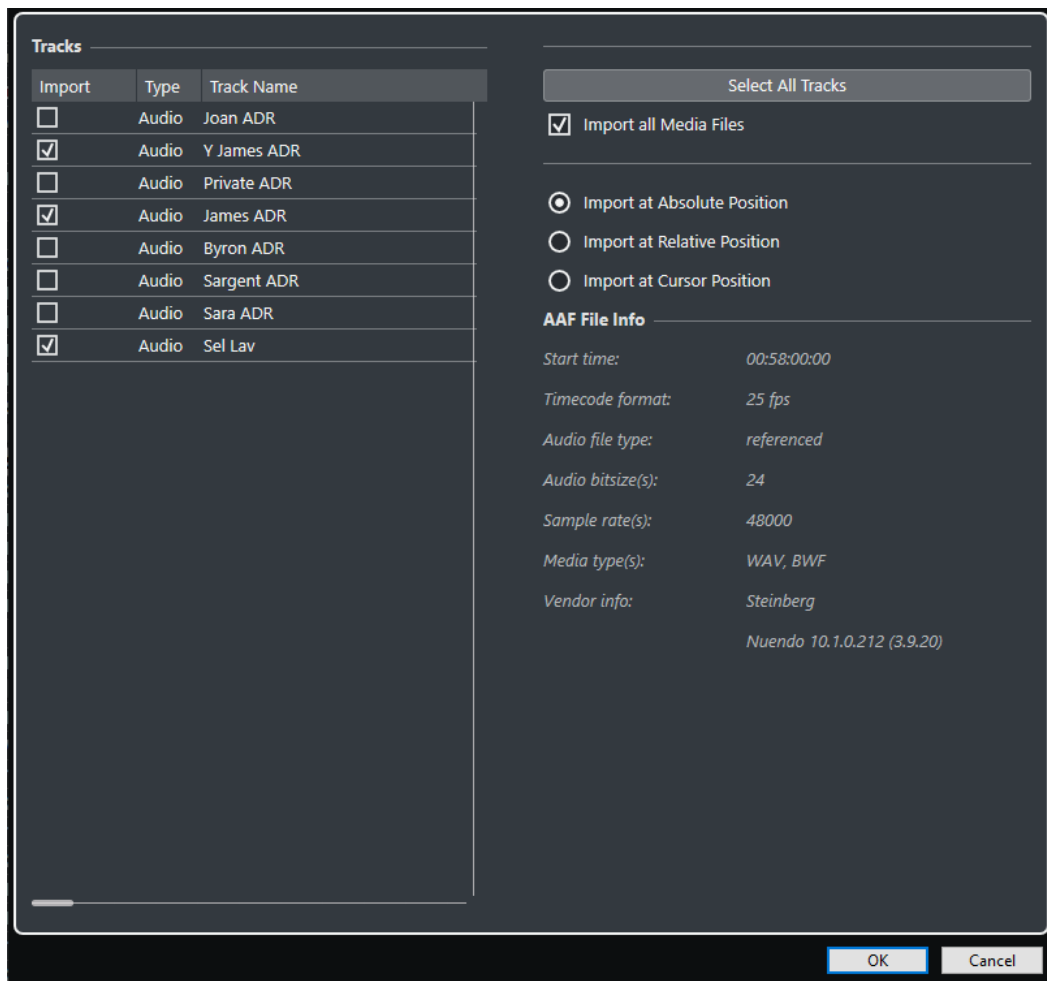 Tracks
Import Type Track Name
Audio Joan ADR
Audio Y James ADR
Audio Private ADR
Audio James ADR
Audio Byron ADR
Audio Sargent ADR
Audio Sara ADR
Audio Sel Lav
Select All Tracks
Import all Media Files
Import at Absolute Position
Import at Relative Position
Import at Cursor Position
AAF File Info
Start time: 00:58:00:00
Timecode format: 25 fps
Audio file type: referenced
Audio bitsize(s): 24
Sample rate(s): 48000
Media type(s): WAV, BWF
Vendor info: Steinberg
Nuendo 10.1.0.212 (3.9.20)
OK Cancel